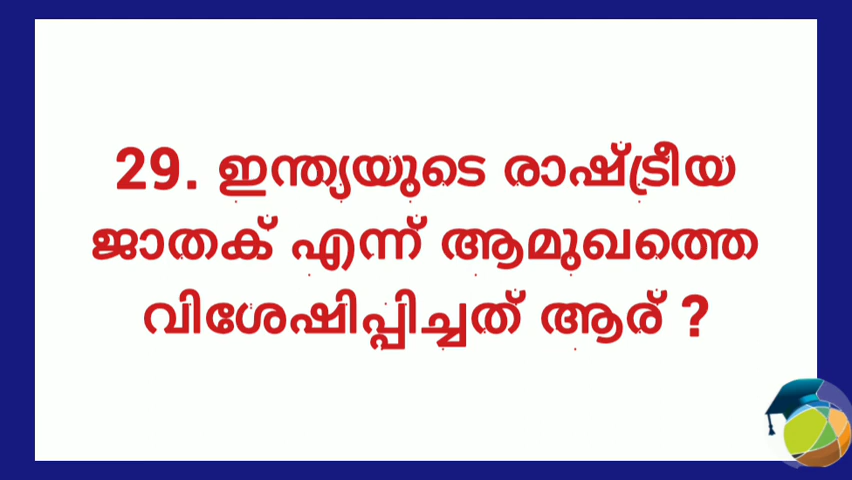 29. ഇന്ത്യയുടെ രാഷ്ട്രീയ
ജാതക് എന്ന് ആമുഖത്തെ
വിശേഷിപ്പിച്ചത് ആര് ?